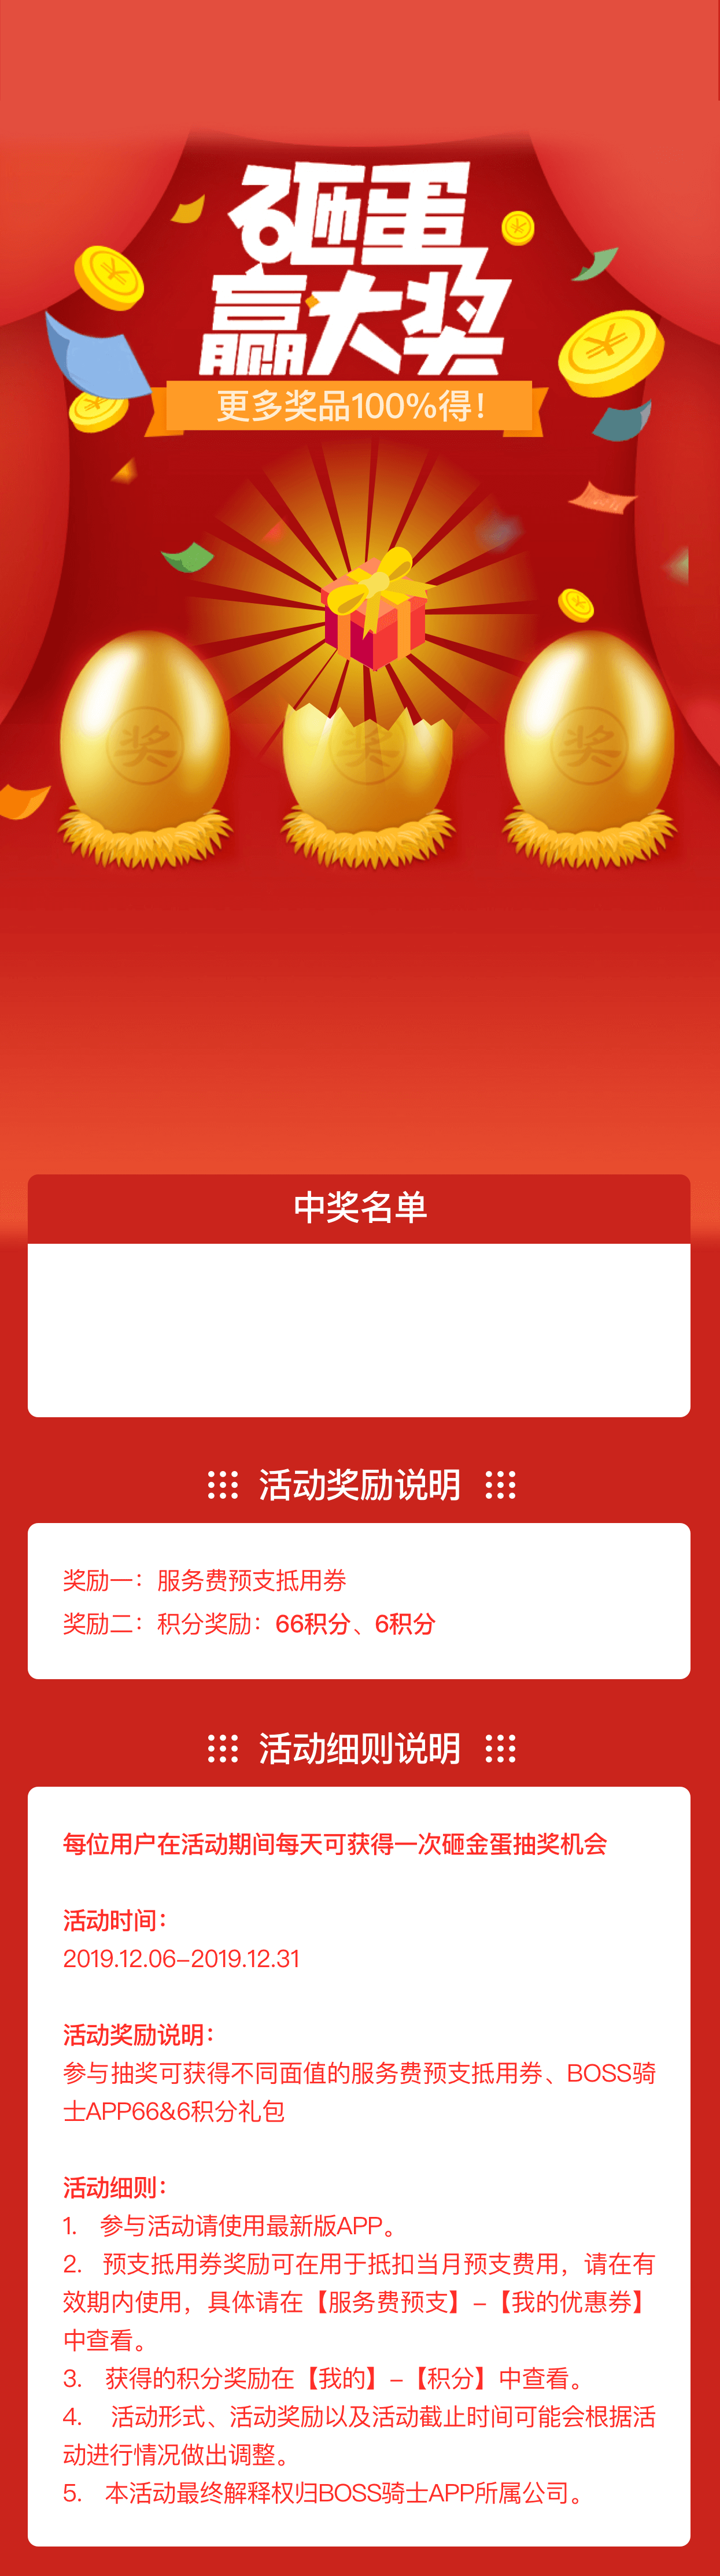 砸蛋
赢大奖
更多奖品100%得!
奖
奖
奖
中奖名单
活动奖励说明
奖励一：服务费预支抵用券
奖励二：积分奖励：66积分、6积分
活动细则说明
每位用户在活动期间每天可获得一次砸金蛋抽奖机会
活动时间：
2019.12.06-2019.12.31
活动奖励说明：
参与抽奖可获得不同面值的服务费预支抵用券、BOSS骑
士APP66&6积分礼包
活动细则：
1. 参与活动请使用最新版APP。
2. 预支抵用券奖励可在用于抵扣当月预支费用，请在有
效期内使用，具体请在【服务费预支】-【我的优惠券】
中查看。
3. 获得的积分奖励在【我的】-【积分】中查看。
4. 活动形式、活动奖励以及活动截止时间可能会根据活
动进行情况做出调整。
5. 本活动最终解释权归BOSS骑士APP所属公司。